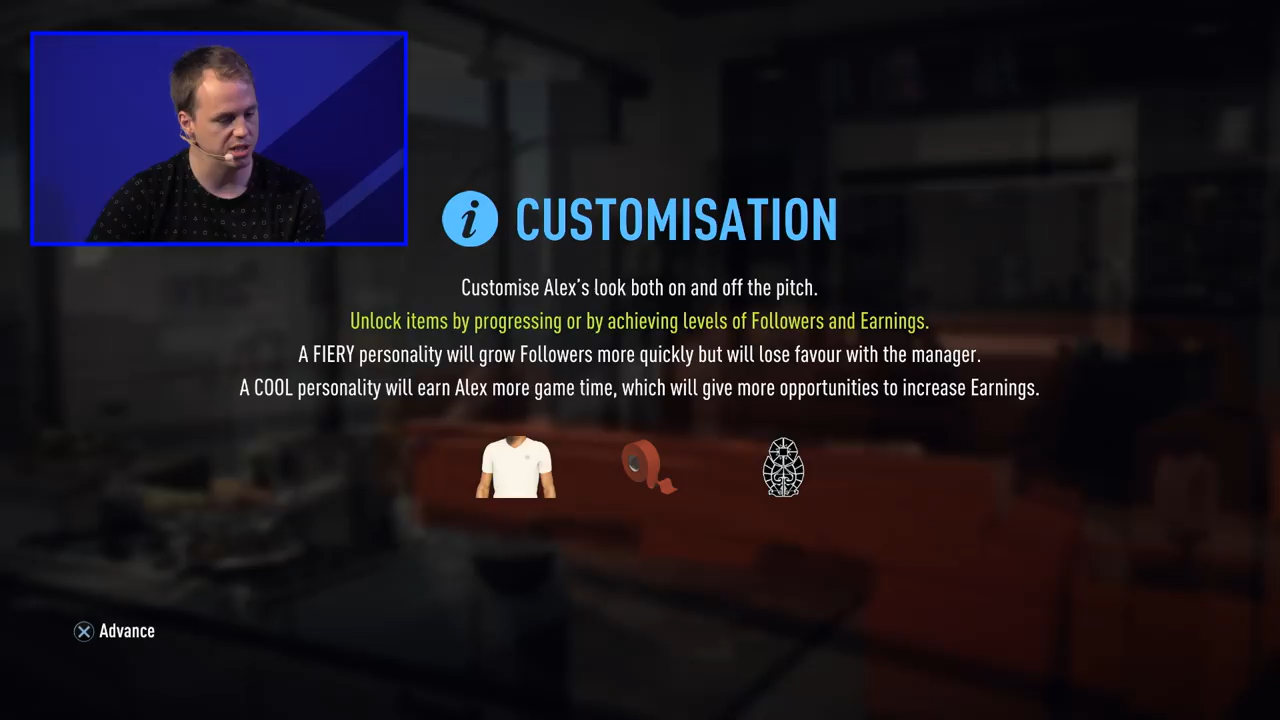 CUSTOMISATION
Customise Alex's look both on and off the pitch.
Unlock items by progressing or by achieving levels of Followers and Earnings.
A FIERY personality will grow Followers more quickly but will lose favour with the manager.
A COOL personality will earn Alex more game time, which will give more opportunities to increase Earnings.
Advance